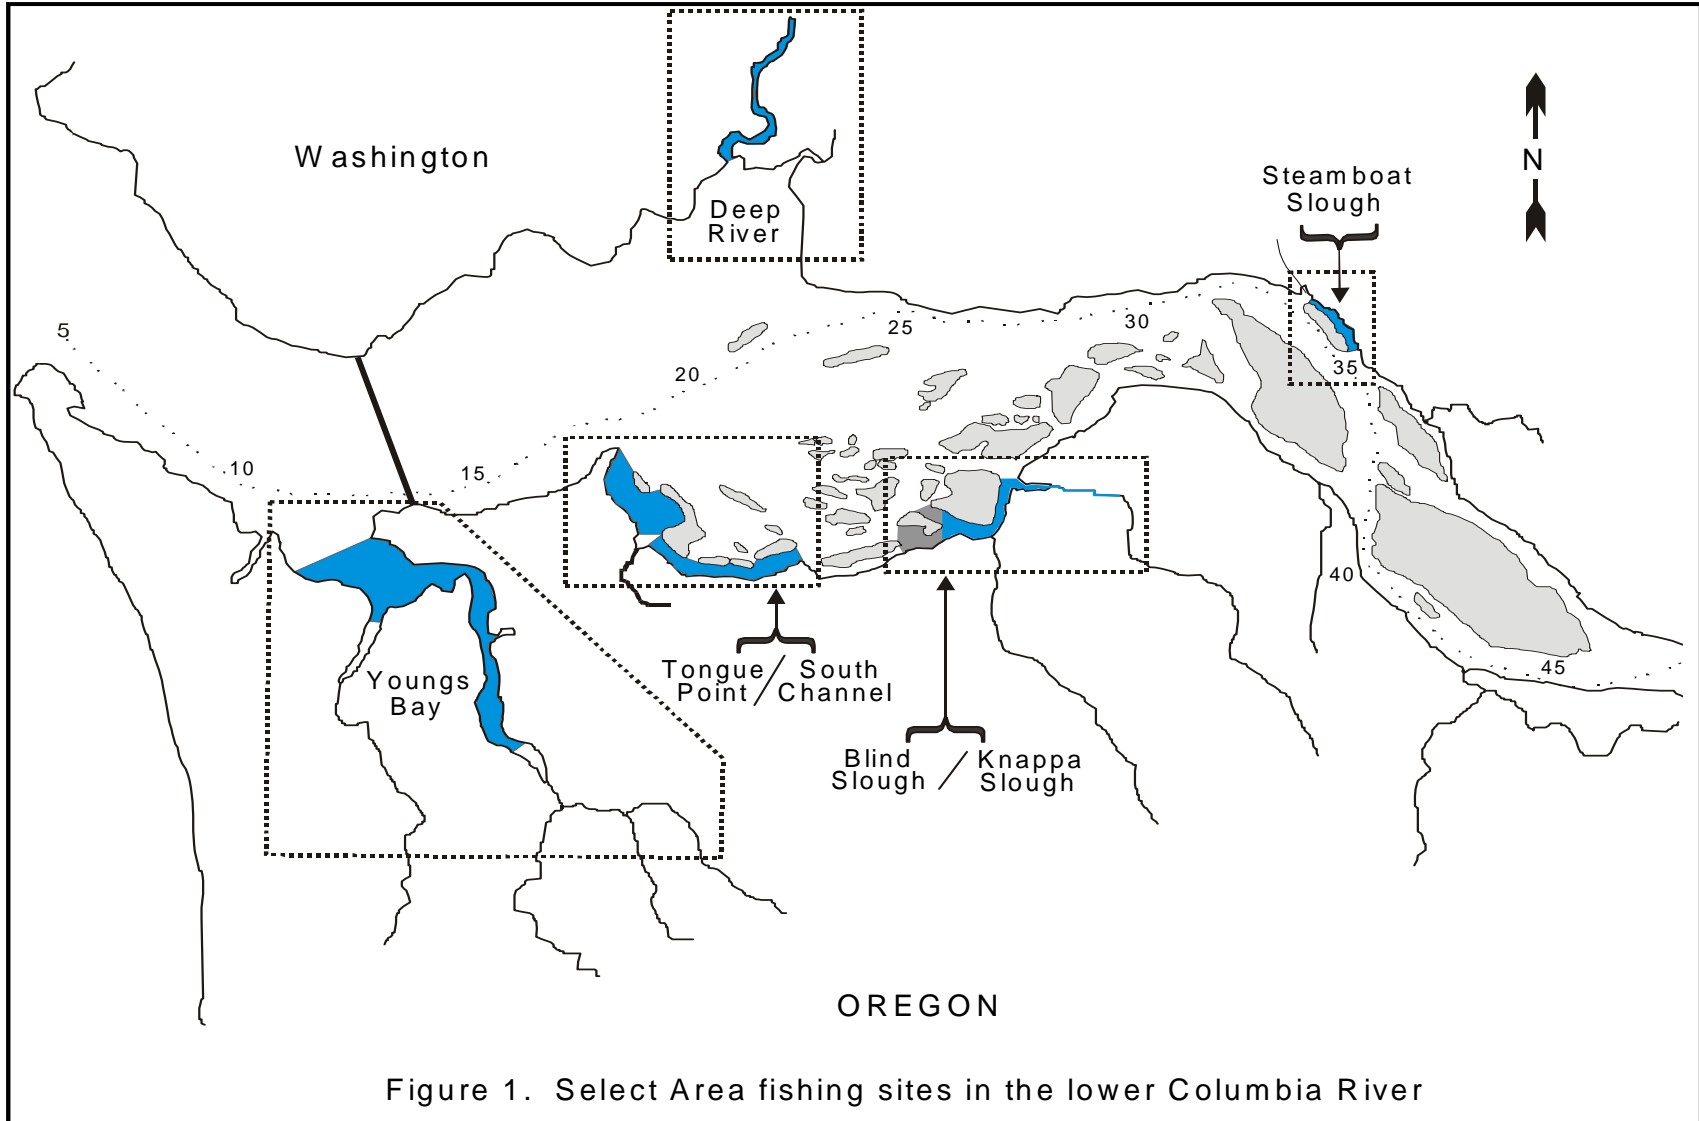 Washington
Deep
River
N
Steamboat
Slough
5
10
15
20
25
30
35
40
45
Youngs
Bay
Tongue / South
Point / Channel
Blind / Knappa
Slough / Slough
OREGON
Figure 1. Select Area fishing sites in the lower Columbia River